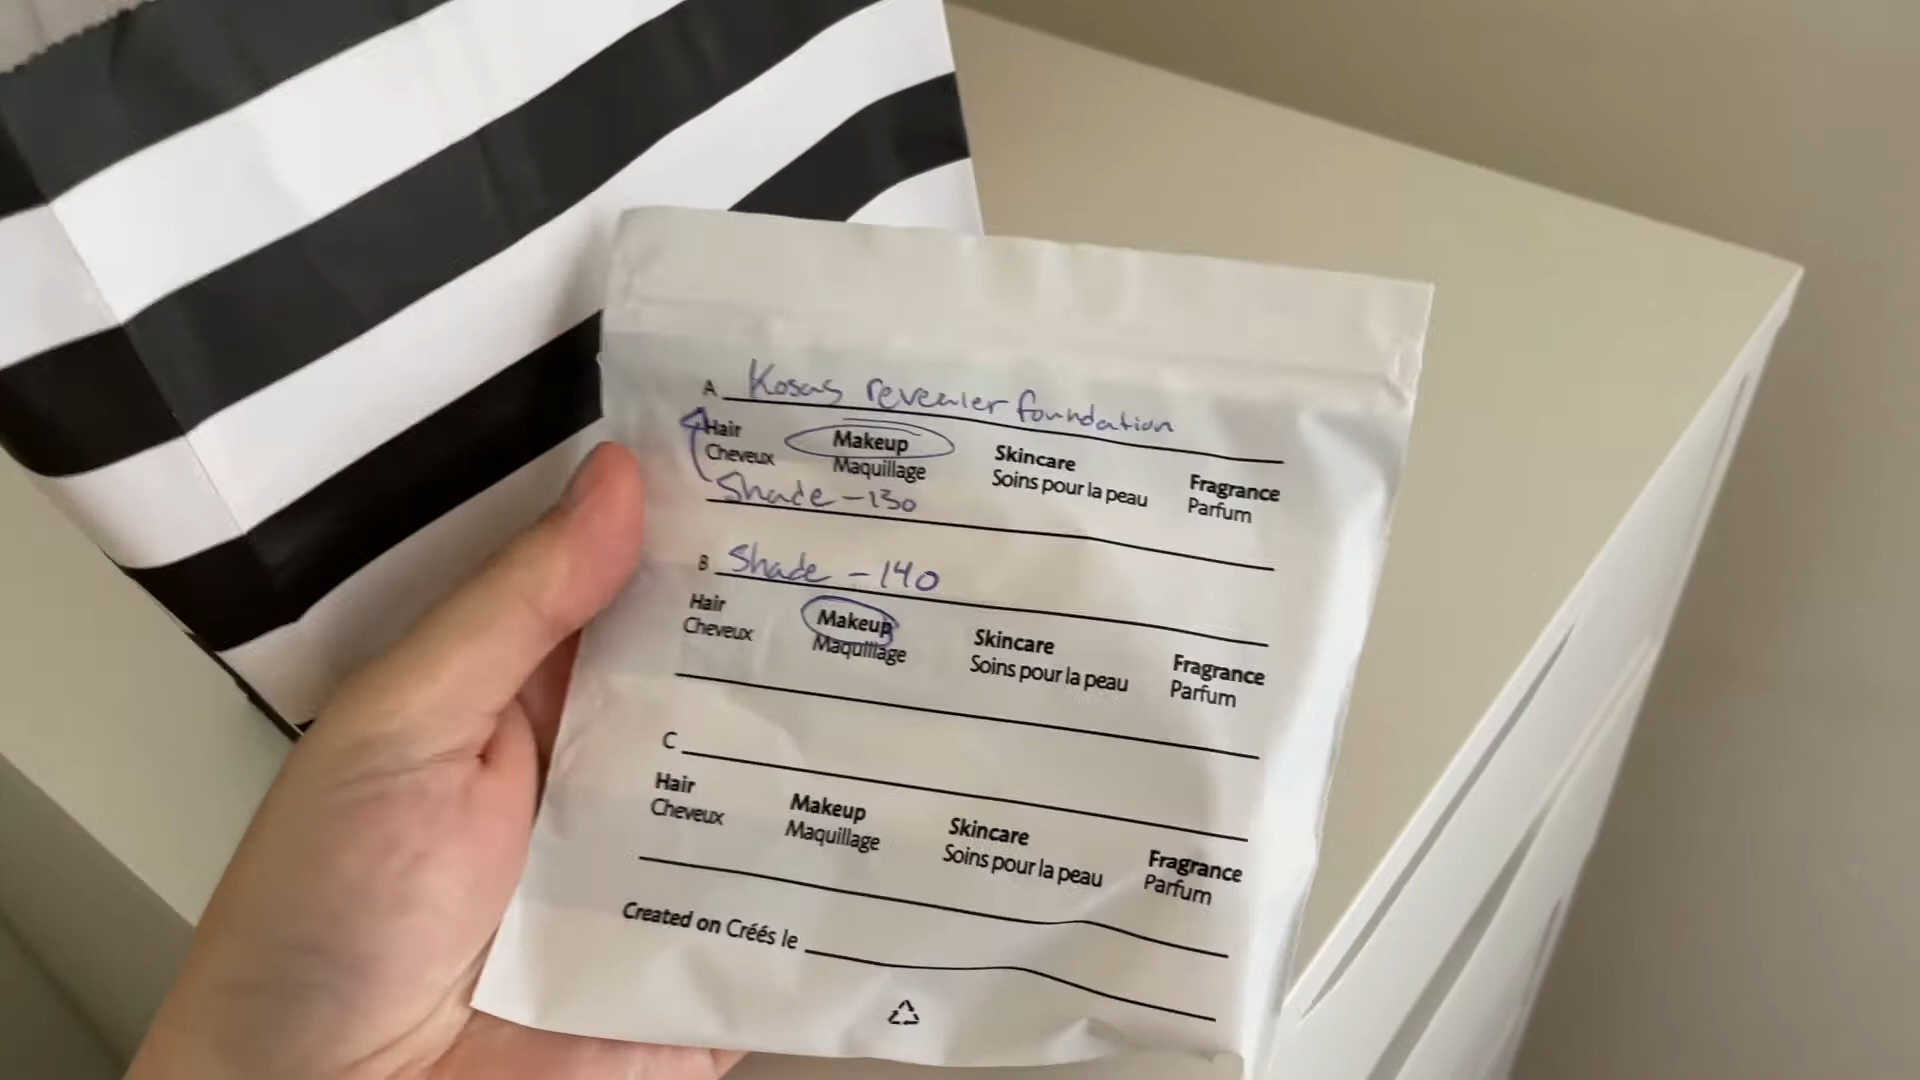 A Kosas revealer foundation
Hair Makeup Skincare Fragrance
Cheveux Maquillage Soins pour la peau Parfum
Shade - 130
B Shade - 140
Hair Makeup Skincare Fragrance
Cheveux Maquillage Soins pour la peau Parfum
C
Hair Makeup Skincare Fragrance
Cheveux Maquillage Soins pour la peau Parfum
Created on Créés le